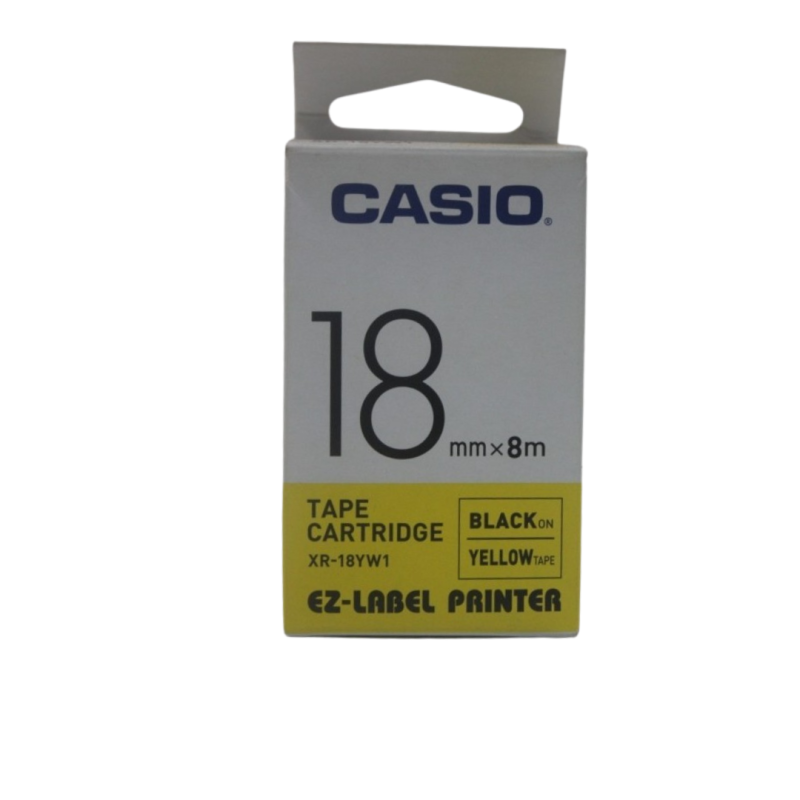 CASIO®
18 mm×8m
TAPE
CARTRIDGE
XR-18YW1
BLACK ON
YELLOW TAPE
EZ-LABEL PRINTER